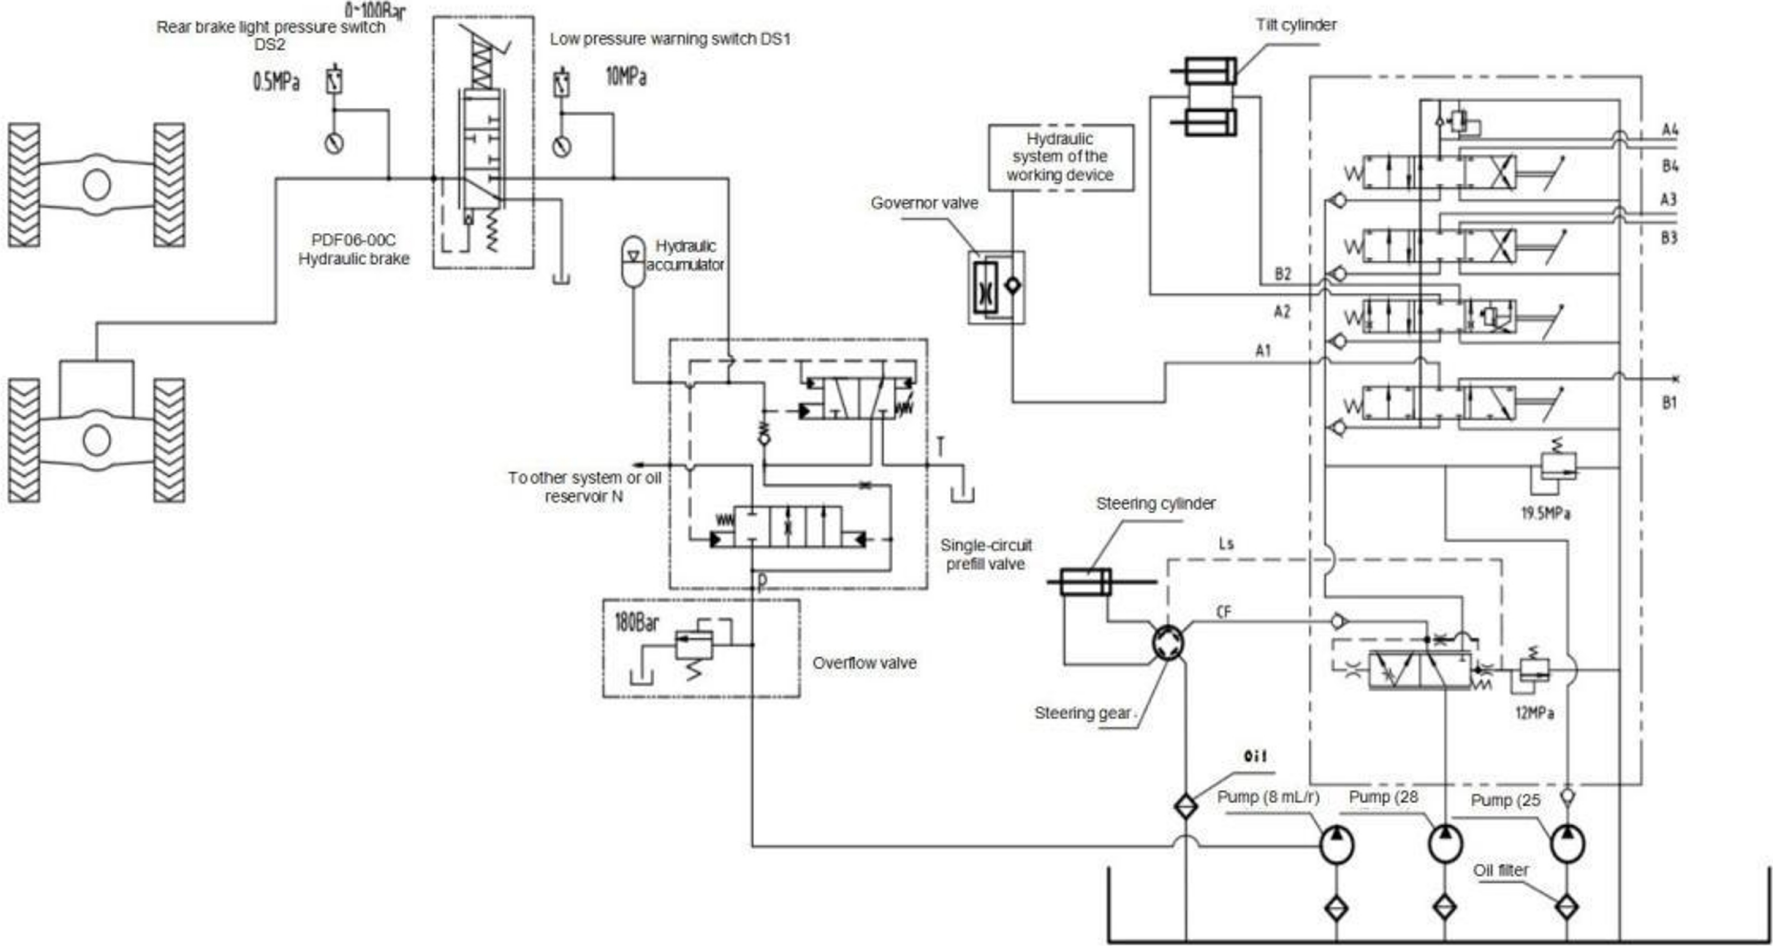 0~100Bar
Rear brake light pressure switch
DS2
0.5MPa
Low pressure warning switch DS1
10MPa
PDF06-00C
Hydraulic brake
Hydraulic
accumulator
To other system or oil
reservoir N
T
Single-circuit
prefill valve
P
180Bar
Overflow valve
Tilt cylinder
Hydraulic
system of the
working device
Governor valve
A4
B4
A3
B3
B2
A2
A1
B1
19.5MPa
Steering cylinder
Ls
CF
Steering gear
12MPa
Oil
Pump (8 mL/r)
Pump (28
Pump (25
Oil filter